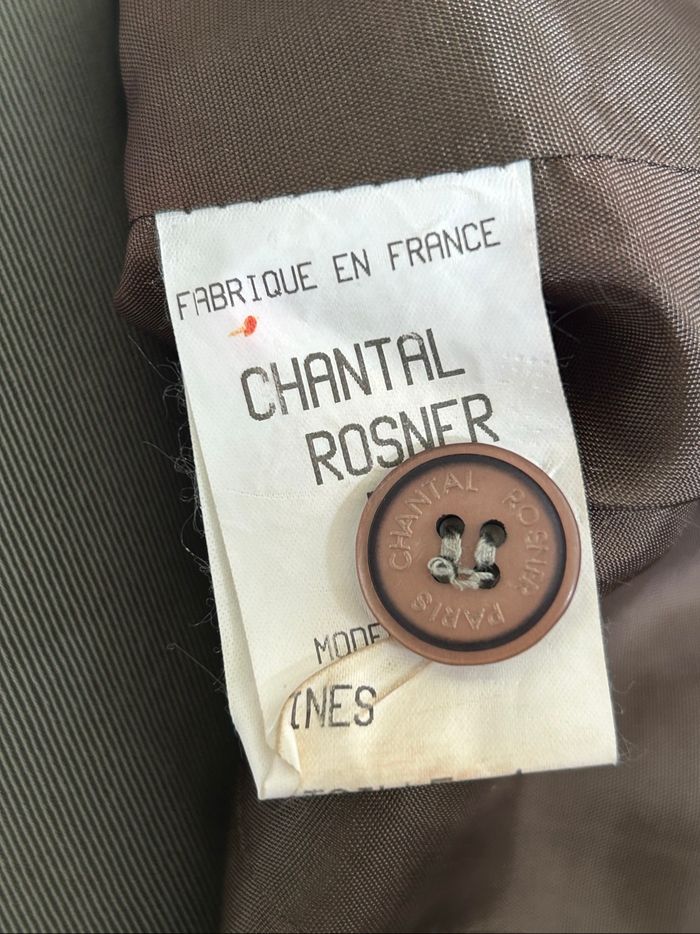 FABRIQUE EN FRANCE
CHANTAL
ROSNER
CHANTAL ROSNER
PARIS
INES